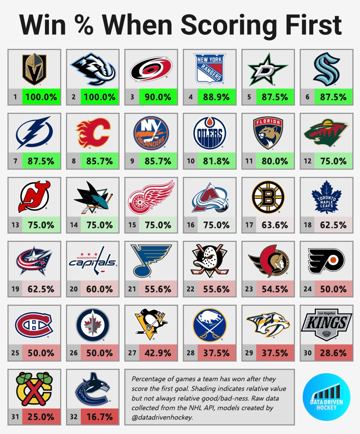 Win % When Scoring First
NEW YORK
RANGERS
1 100.0% 2 100.0% 3 90.0% 4 88.9% 5 87.5% 6 87.5%
FLORIDA
OILERS
7 87.5% 8 85.7% 9 85.7% 10 81.8% 11 80.0% 12 75.0%
TORONTO
MAPLE
LEAFS
13 75.0% 14 75.0% 15 75.0% 16 75.0% 17 63.6% 18 62.5%
capitals
19 62.5% 20 60.0% 21 55.6% 22 55.6% 23 54.5% 24 50.0%
LOS ANGELES
KINGS
25 50.0% 26 50.0% 27 42.9% 28 37.5% 29 37.5% 30 28.6%
31 25.0% 32 16.7%
Percentage of games a team has won after they
score the first goal. Shading indicates relative value
but not always relative good/bad-ness. Raw data
collected from the NHL API, models created by
@datadrivenhockey.
DATA DRIVEN
HOCKEY